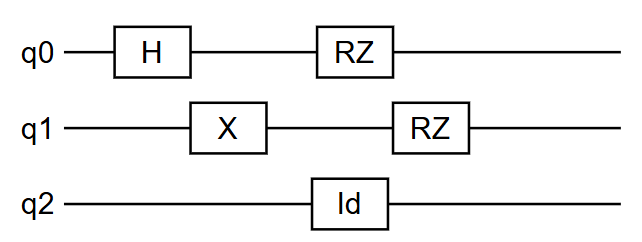 q0 H RZ
q1 X RZ
q2 Id